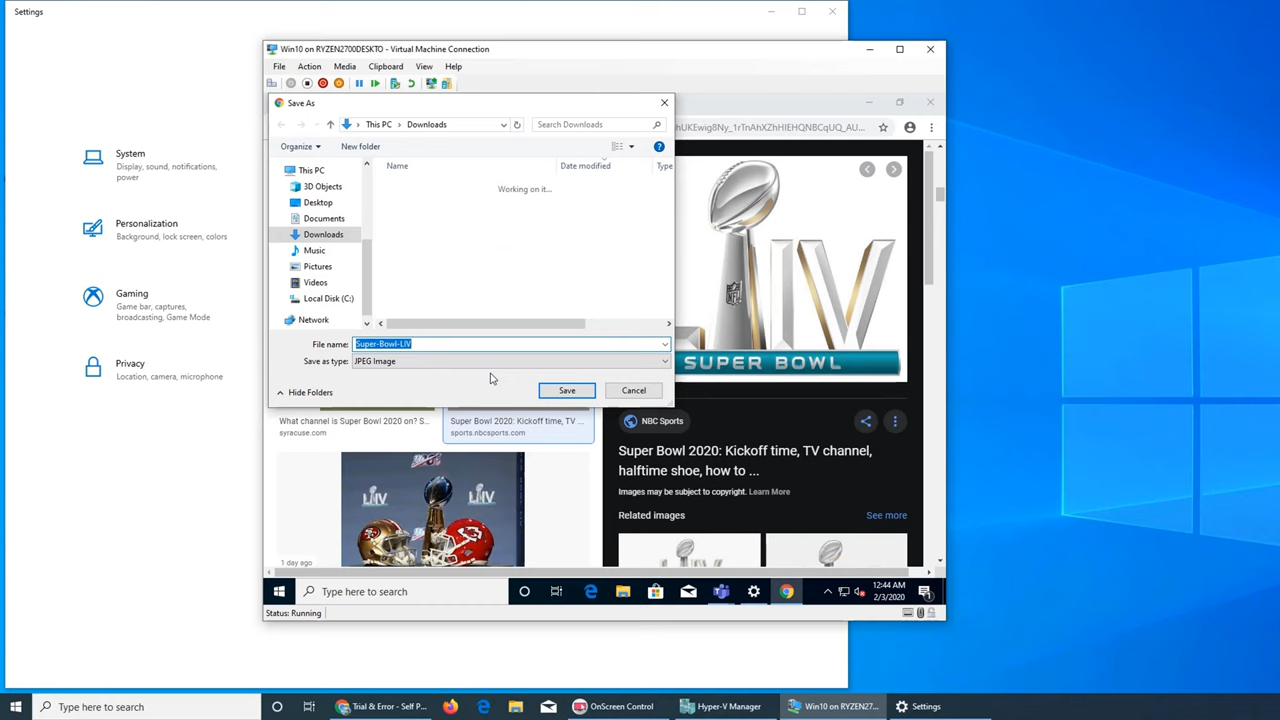 Settings
System
Display, sound, notifications,
power
Personalization
Background, lock screen, colors
Gaming
Game bar, captures,
broadcasting, Game Mode
Privacy
Location, camera, microphone
Win10 on RYZEN2700DESKTO - Virtual Machine Connection
File Action Media Clipboard View Help
Save As
This PC > Downloads
Search Downloads
hUKEwig8Ny_1rTnAhXZhHIEHQNBCqUQ_AU...
Organize
New folder
Name Date modified Type
Working on it...
This PC
3D Objects
Desktop
Documents
Downloads
Music
Pictures
Videos
Local Disk (C:)
Network
File name: Super-Bowl-LIV
Save as type: JPEG Image
Hide Folders
Save
Cancel
LIV
NFL
SUPER BOWL
What channel is Super Bowl 2020 on? S...
syracuse.com
Super Bowl 2020: Kickoff time, TV ...
sports.nbcsports.com
NBC Sports
Super Bowl 2020: Kickoff time, TV channel,
halftime shoe, how to ...
Images may be subject to copyright. Learn More
Related images
See more
LIV
LIV
1 day ago
Type here to search
12:44 AM
2/3/2020
1
Status: Running
Type here to search
Trial & Error - Self P...
OnScreen Control
Hyper-V Manager
Win10 on RYZEN27...
Settings